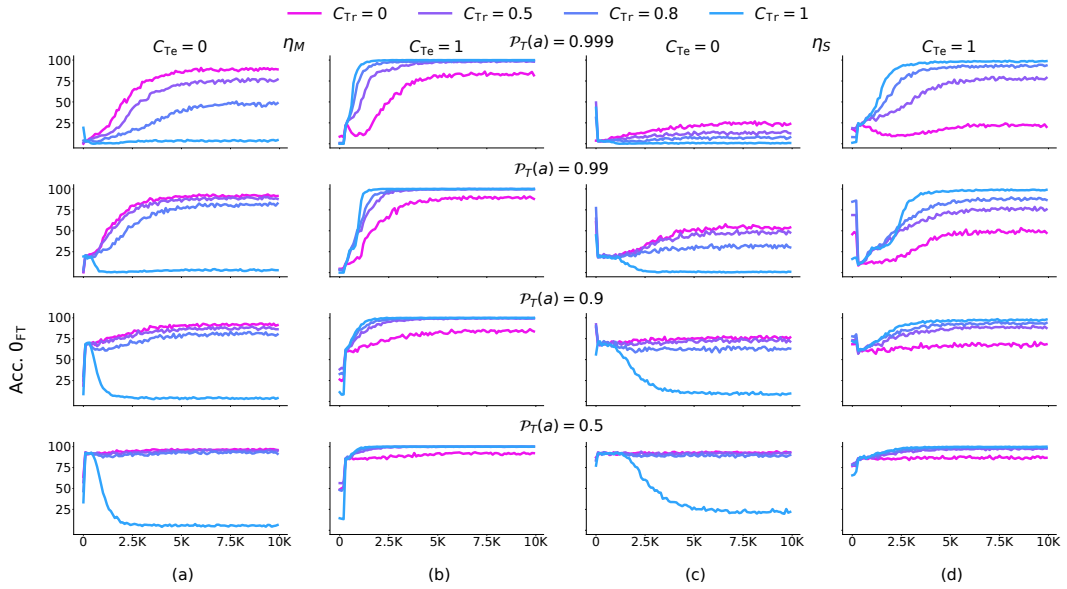 C_Tr = 0 C_Tr = 0.5 C_Tr = 0.8 C_Tr = 1
C_Te = 0 η_M C_Te = 1 𝒫_T(a) = 0.999 C_Te = 0 η_S C_Te = 1
100
75
50
25
𝒫_T(a) = 0.99
100
75
50
25
𝒫_T(a) = 0.9
100
75
50
25
𝒫_T(a) = 0.5
100
75
50
25
Acc. 0_FT
0 2.5K 5K 7.5K 10K 0 2.5K 5K 7.5K 10K 0 2.5K 5K 7.5K 10K 0 2.5K 5K 7.5K 10K
(a) (b) (c) (d)